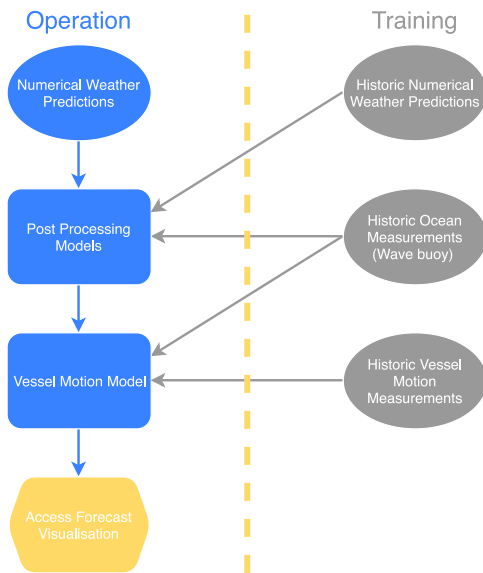 Operation
Training
Numerical Weather
Predictions
Historic Numerical
Weather Predictions
Post Processing
Models
Historic Ocean
Measurements
(Wave buoy)
Vessel Motion Model
Historic Vessel
Motion
Measurements
Access Forecast
Visualisation